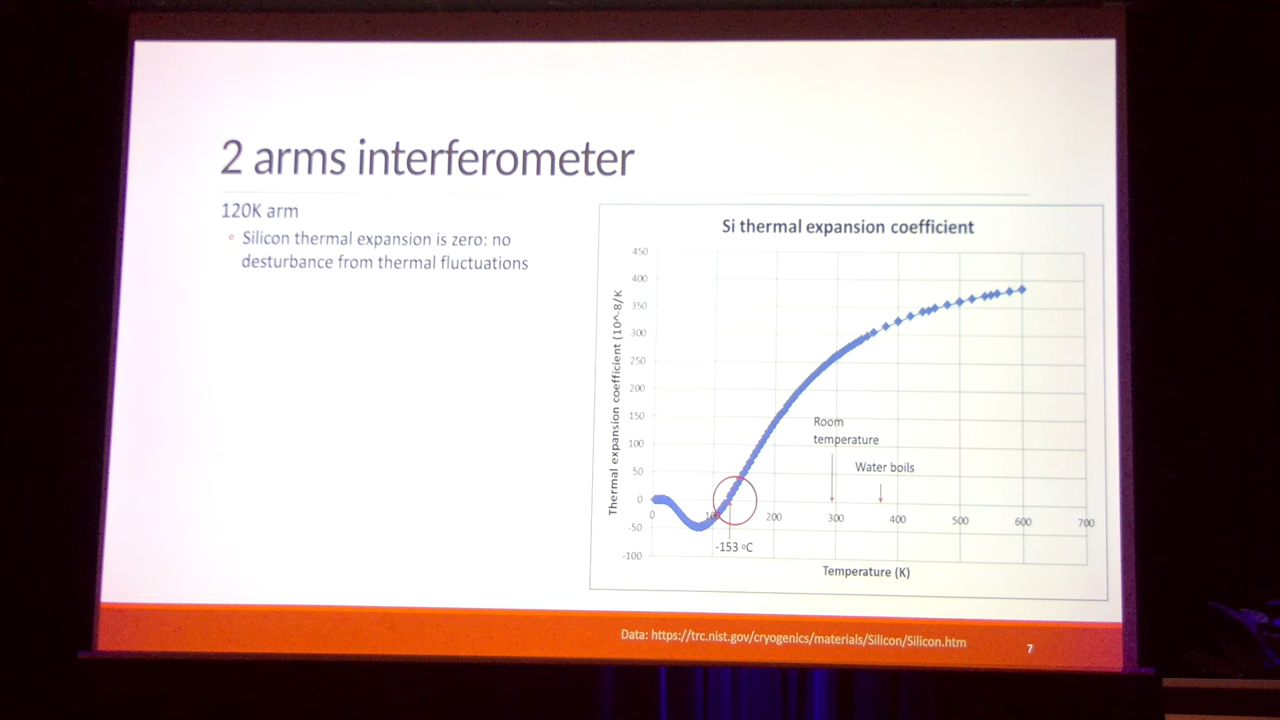 2 arms interferometer
120K arm
Silicon thermal expansion is zero: no
desturbance from thermal fluctuations
Si thermal expansion coefficient
Thermal expansion coefficient (10^-8/K
450
400
350
300
250
200
150
100
50
0
-50
-100
0
100
200
300
400
500
600
700
Room
temperature
Water boils
-153 ºC
Temperature (K)
Data: https://trc.nist.gov/cryogenics/materials/Silicon/Silicon.htm
7